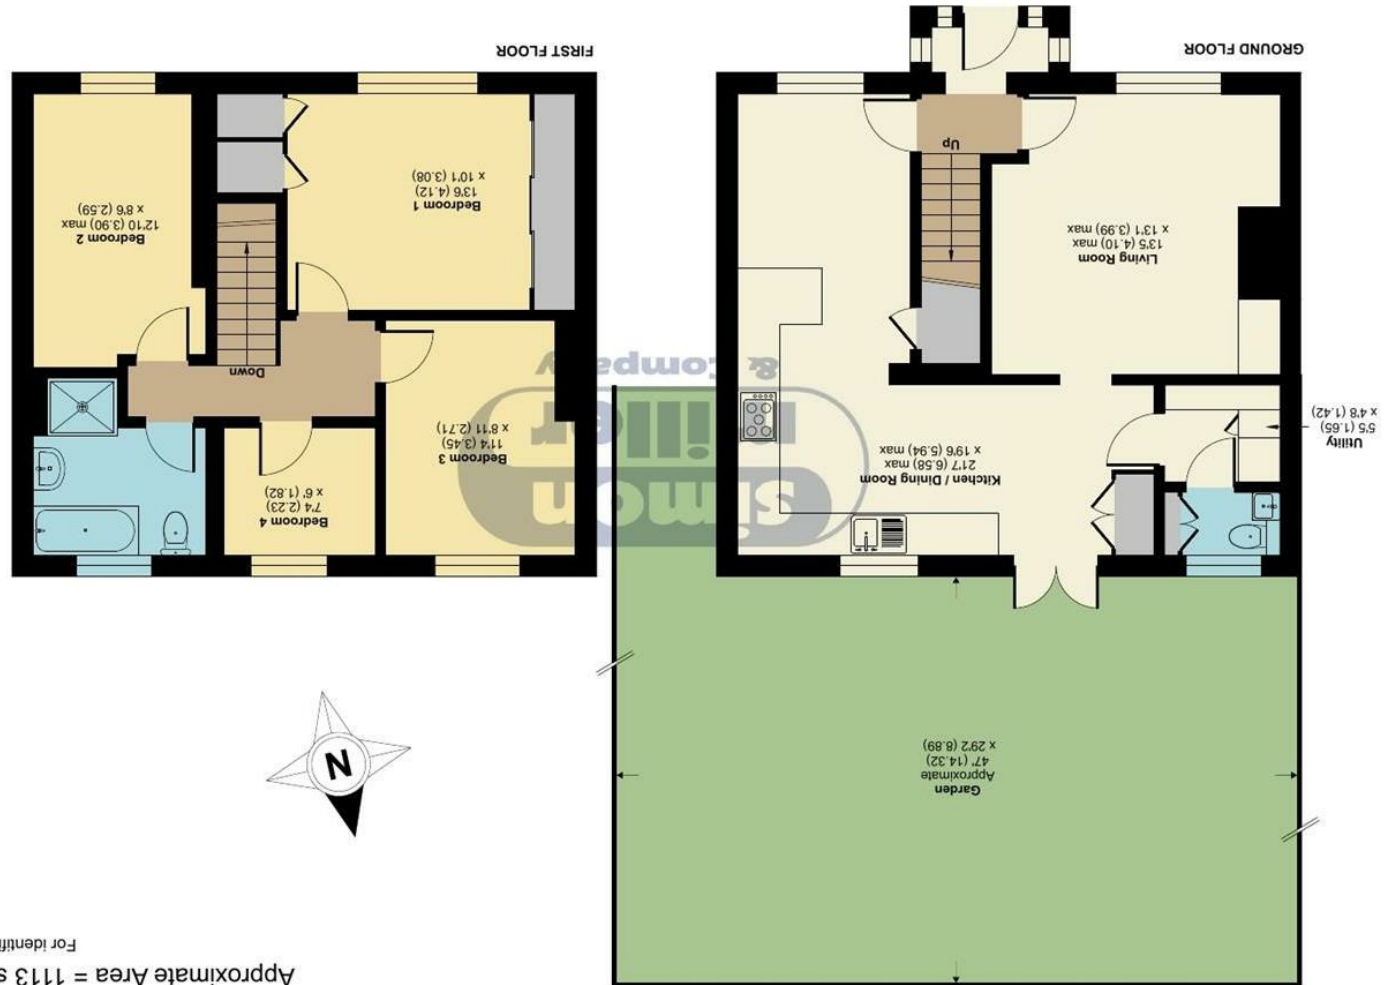 Approximate Area = 1113 s
For identifi
Garden
Approximate
47' (14.32)
x 29'2 (8.89)
N
Utility
5'5 (1.65)
x 4'8 (1.42)
Kitchen / Dining Room
21'7 (6.58) max
x 19'6 (5.94) max
Living Room
13'5 (4.10) max
x 13'1 (3.99) max
Up
GROUND FLOOR
simon
miller
& company
Bedroom 3
11'4 (3.45)
x 8'11 (2.71)
Bedroom 4
7'4 (2.23)
x 6' (1.82)
Down
Bedroom 1
13'6 (4.12)
x 10'1 (3.08)
Bedroom 2
12'10 (3.90) max
x 8'6 (2.59)
FIRST FLOOR